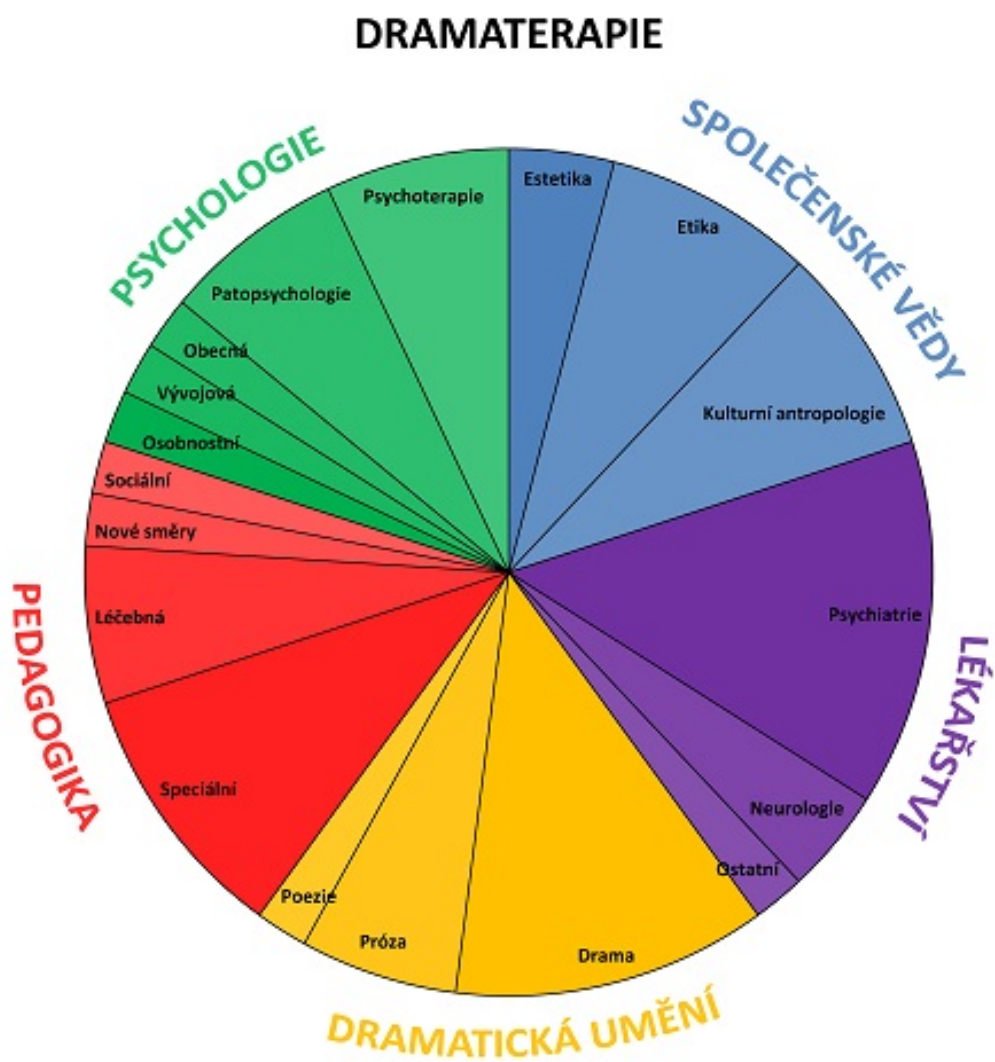 DRAMATERAPIE
SPOLEČENSKÉ VĚDY
Estetika
Etika
Kulturní antropologie
LÉKAŘSTVÍ
Psychiatrie
Neurologie
Ostatní
DRAMATICKÁ UMĚNÍ
Drama
Próza
Poezie
PEDAGOGIKA
Speciální
Léčebná
Nové směry
Sociální
PSYCHOLOGIE
Osobnostní
Vývojová
Obecná
Patopsychologie
Psychoterapie